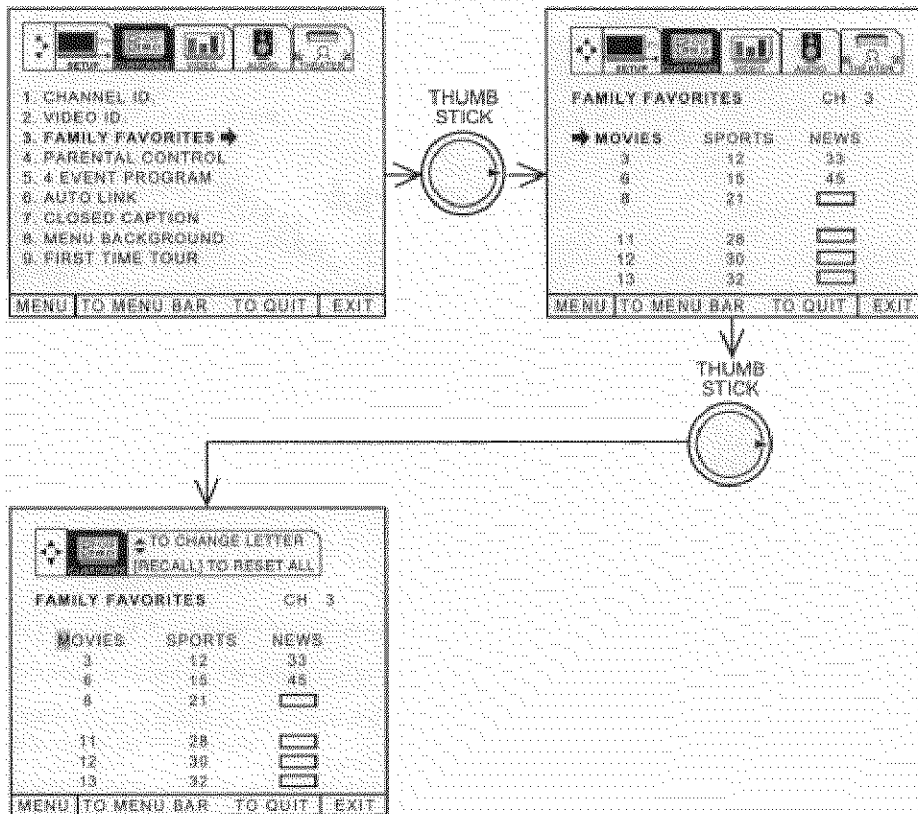 SETUP
VIDEO
AUDIO
THEATER
1. CHANNEL ID
2. VIDEO ID
3. FAMILY FAVORITES
4. PARENTAL CONTROL
5. 4 EVENT PROGRAM
6. AUTO LINK
7. CLOSED CAPTION
8. MENU BACKGROUND
9. FIRST TIME TOUR
MENU TO MENU BAR TO QUIT EXIT
THUMB
STICK
SETUP
VIDEO
AUDIO
THEATER
FAMILY FAVORITES CH 3
MOVIES SPORTS NEWS
3 12 33
6 15 45
8 21
11 28
12 30
13 32
MENU TO MENU BAR TO QUIT EXIT
THUMB
STICK
TO CHANGE LETTER
[RECALL] TO RESET ALL
FAMILY FAVORITES CH 3
MOVIES SPORTS NEWS
3 12 33
6 15 45
8 21
11 28
12 30
13 32
MENU TO MENU BAR TO QUIT EXIT